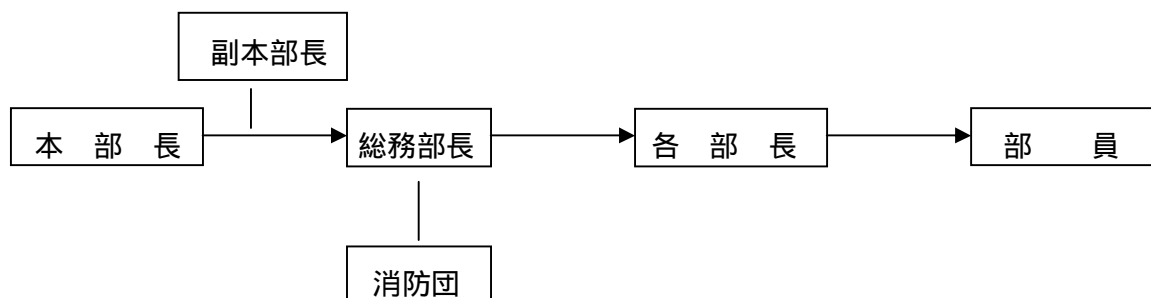 副本部長
本　部　長　総務部長　各　部　長　部　　員
消防団